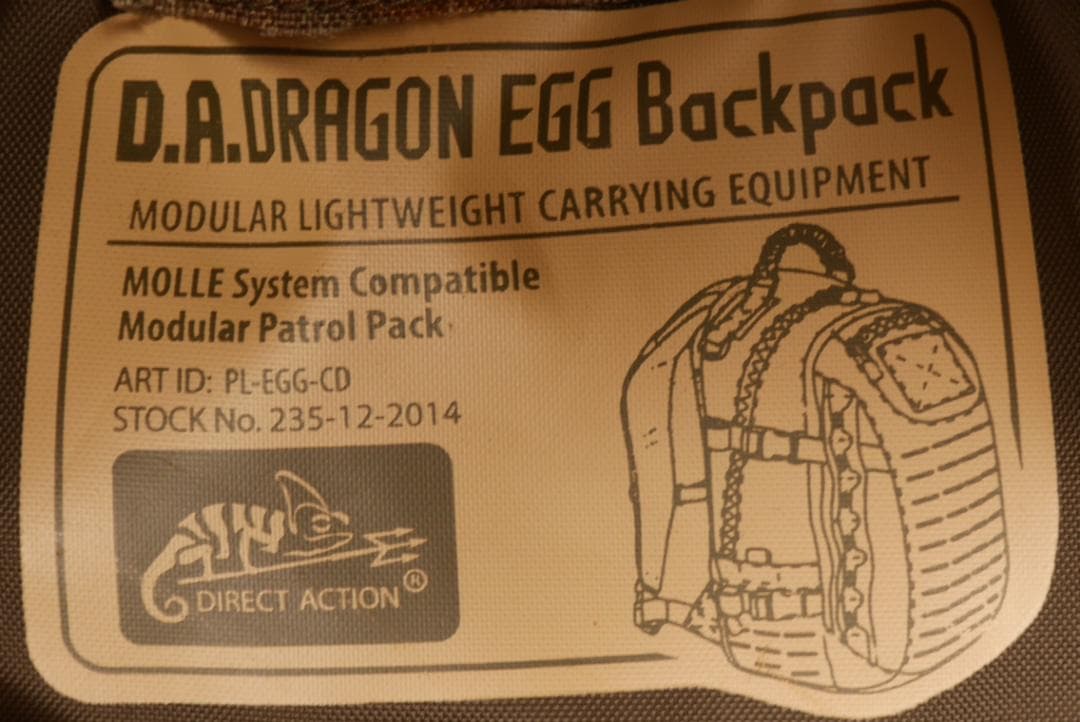 D.A.DRAGON EGG Backpack
MODULAR LIGHTWEIGHT CARRYING EQUIPMENT
MOLLE System Compatible
Modular Patrol Pack
ART ID: PL-EGG-CD
STOCK No. 235-12-2014
DIRECT ACTION®